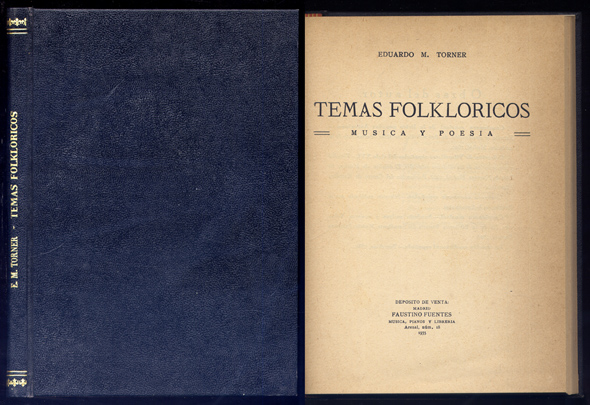 E. M. TORNER - TEMAS FOLKLORICOS
EDUARDO M. TORNER
TEMAS FOLKLORICOS
MUSICA Y POESIA
DEPOSITO DE VENTA:
MADRID
FAUSTINO FUENTES
MUSICA, PIANOS Y LIBRERIA
Arenal, núm. 18
1935